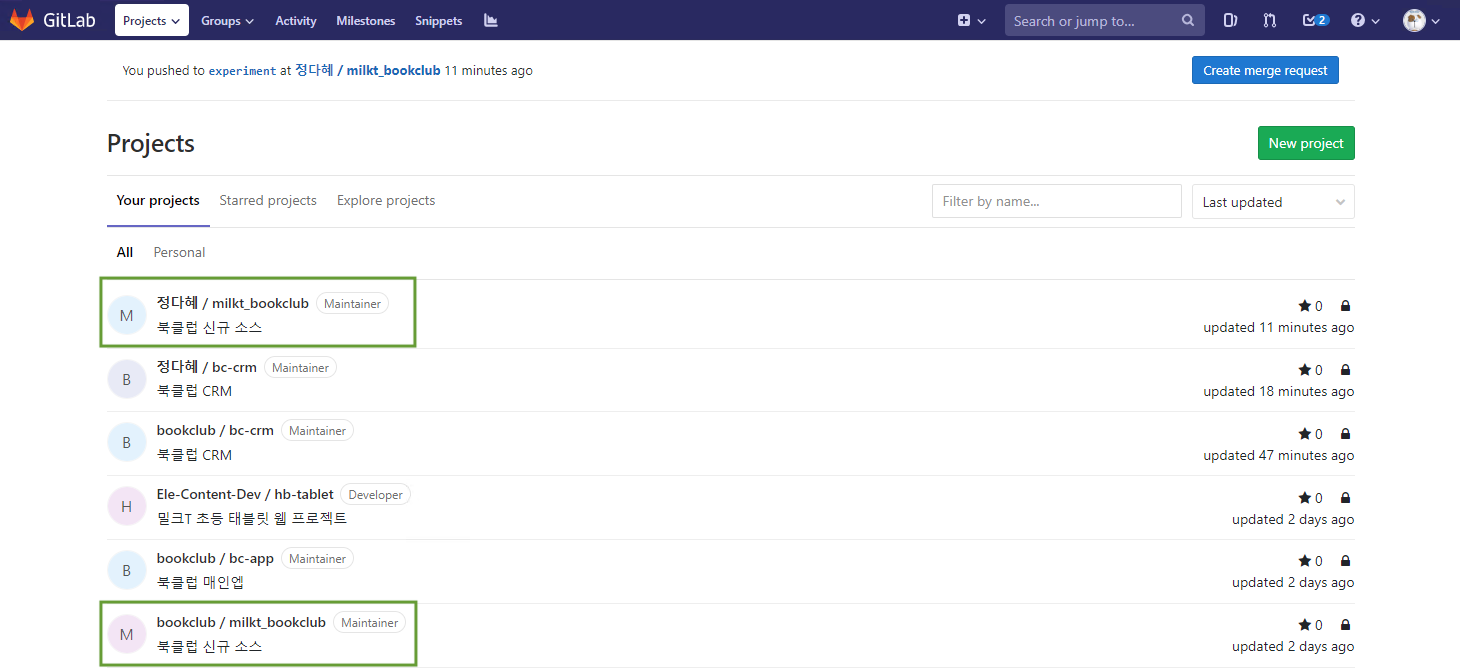 GitLab Projects Groups Activity Milestones Snippets Search or jump to... 2
You pushed to experiment at 정다혜 / milkt_bookclub 11 minutes ago Create merge request
Projects New project
Your projects Starred projects Explore projects Filter by name... Last updated
All Personal
M 정다혜 / milkt_bookclub Maintainer 0
북클럽 신규 소스 updated 11 minutes ago
B 정다혜 / bc-crm Maintainer 0
북클럽 CRM updated 18 minutes ago
B bookclub / bc-crm Maintainer 0
북클럽 CRM updated 47 minutes ago
H Ele-Content-Dev / hb-tablet Developer 0
밀크T 초등 태블릿 웹 프로젝트 updated 2 days ago
B bookclub / bc-app Maintainer 0
북클럽 매인엡 updated 2 days ago
M bookclub / milkt_bookclub Maintainer 0
북클럽 신규 소스 updated 2 days ago